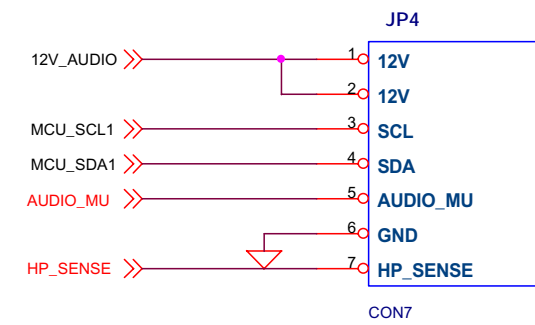 JP4
12V_AUDIO 1 12V
2 12V
MCU_SCL1 3 SCL
MCU_SDA1 4 SDA
AUDIO_MU 5 AUDIO_MU
6 GND
HP_SENSE 7 HP_SENSE
CON7